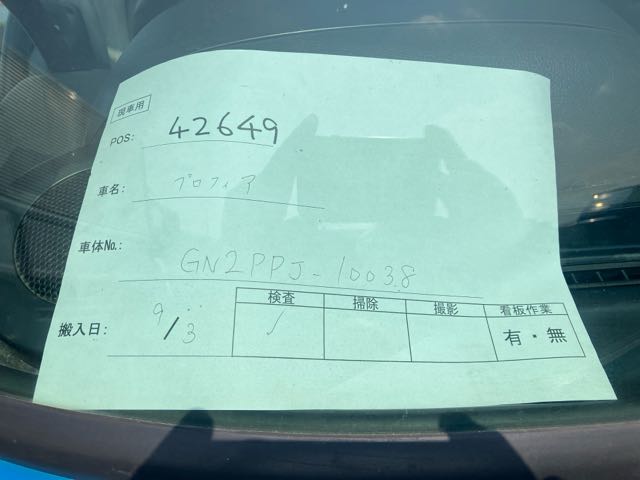 現車用
POS: 42649
車名: プロフィア
車体No.: GN2PPJ-10038
搬入日: 9/3
検査 掃除 撮影 看板作業
✓ 有・無